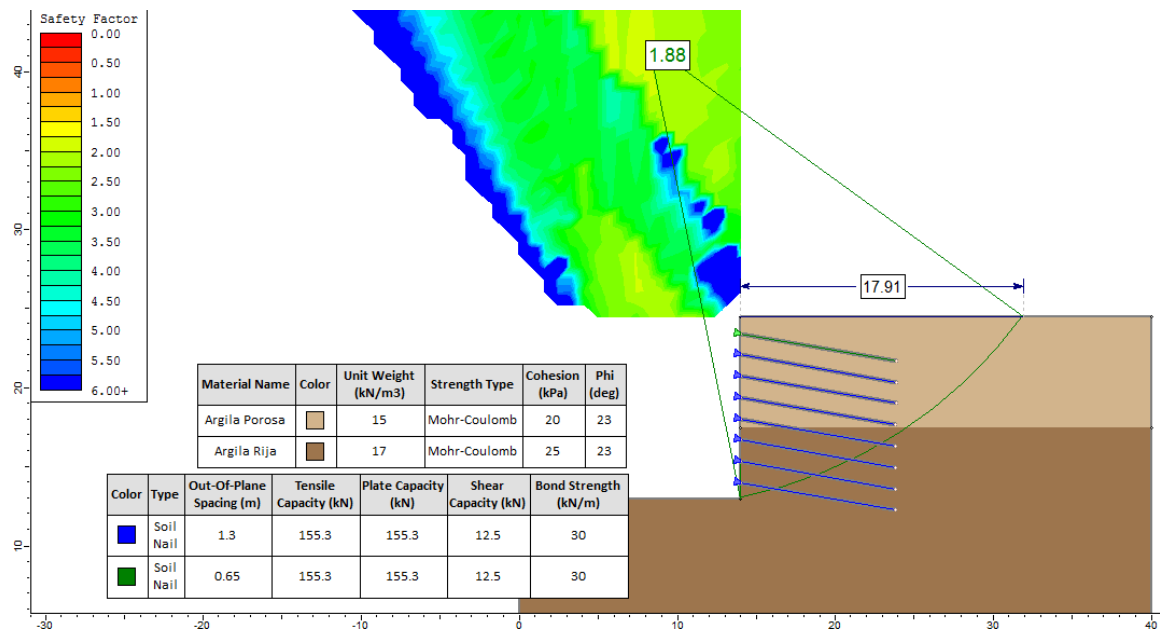 Safety Factor
0.00
0.50
1.00
1.50
2.00
2.50
3.00
3.50
4.00
4.50
5.00
5.50
6.00+
1.88
17.91
Material Name Color Unit Weight (kN/m3) Strength Type Cohesion (kPa) Phi (deg)
Argila Porosa 15 Mohr-Coulomb 20 23
Argila Rija 17 Mohr-Coulomb 25 23
Color Type Out-Of-Plane Spacing (m) Tensile Capacity (kN) Plate Capacity (kN) Shear Capacity (kN) Bond Strength (kN/m)
Soil Nail 1.3 155.3 155.3 12.5 30
Soil Nail 0.65 155.3 155.3 12.5 30
40
30
20
10
-30 -20 -10 0 10 20 30 40